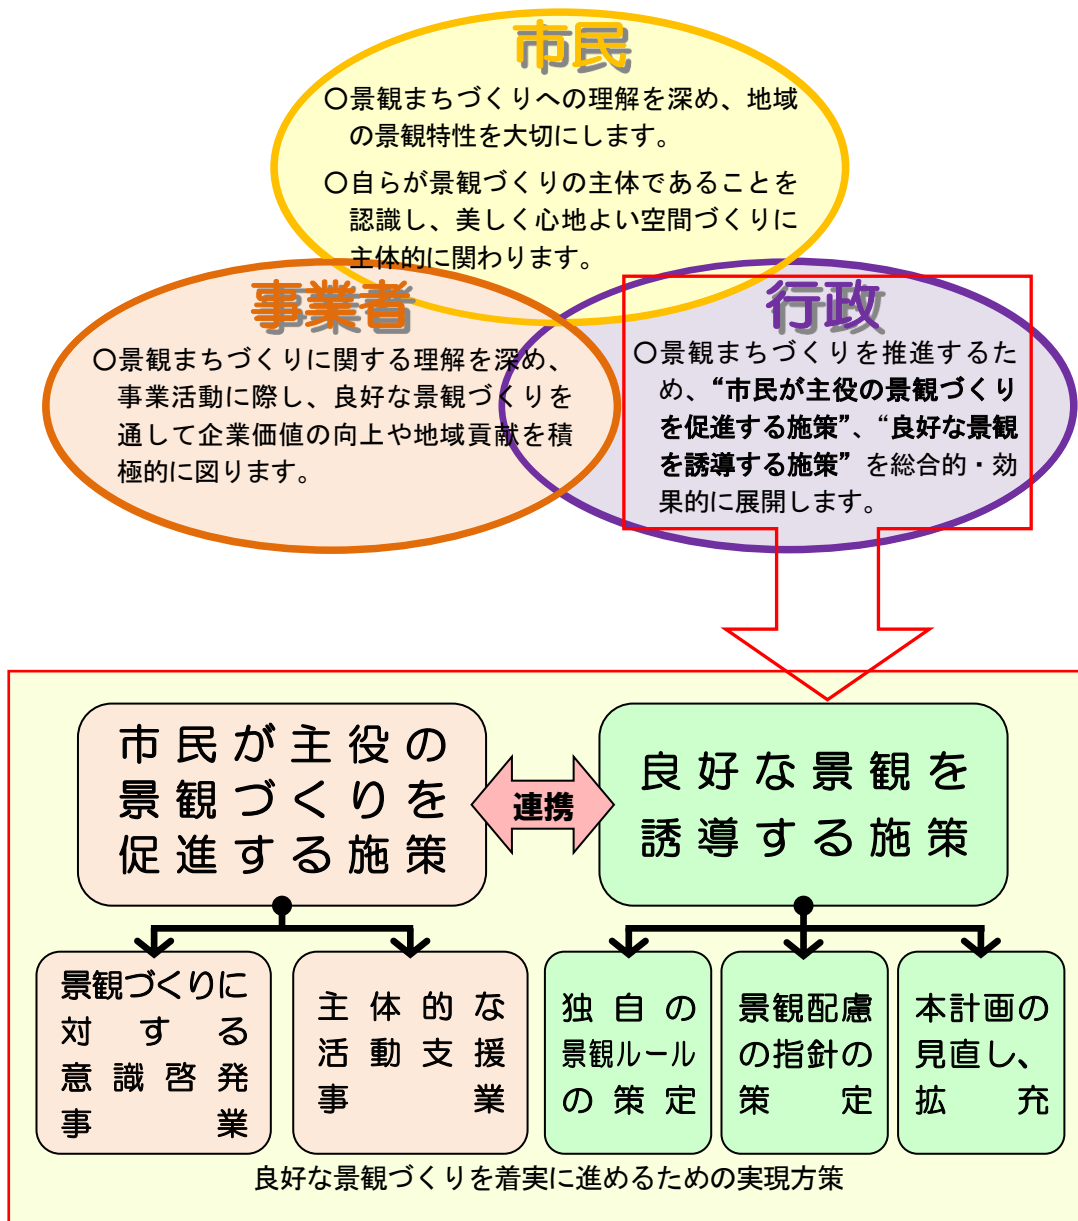 市民
〇景観まちづくりへの理解を深め、地域
の景観特性を大切にします。
〇自らが景観づくりの主体であることを
認識し、美しく心地よい空間づくりに
主体的に関わります。
事業者
〇景観まちづくりに関する理解を深め、
事業活動に際し、良好な景観づくりを
通して企業価値の向上や地域貢献を積
極的に図ります。
行政
〇景観まちづくりを推進するた
め、“市民が主役の景観づくり
を促進する施策”、“良好な景観
を誘導する施策”を総合的・効
果的に展開します。
市民が主役の
景観づくりを
促進する施策
連携
良好な景観を
誘導する施策
景観づくりに
対する
意識啓発
事業
主体的な
活動支援
事業
独自の
景観ルール
の策定
景観配慮
の指針の
策定
本計画の
見直し、
拡充
良好な景観づくりを着実に進めるための実現方策